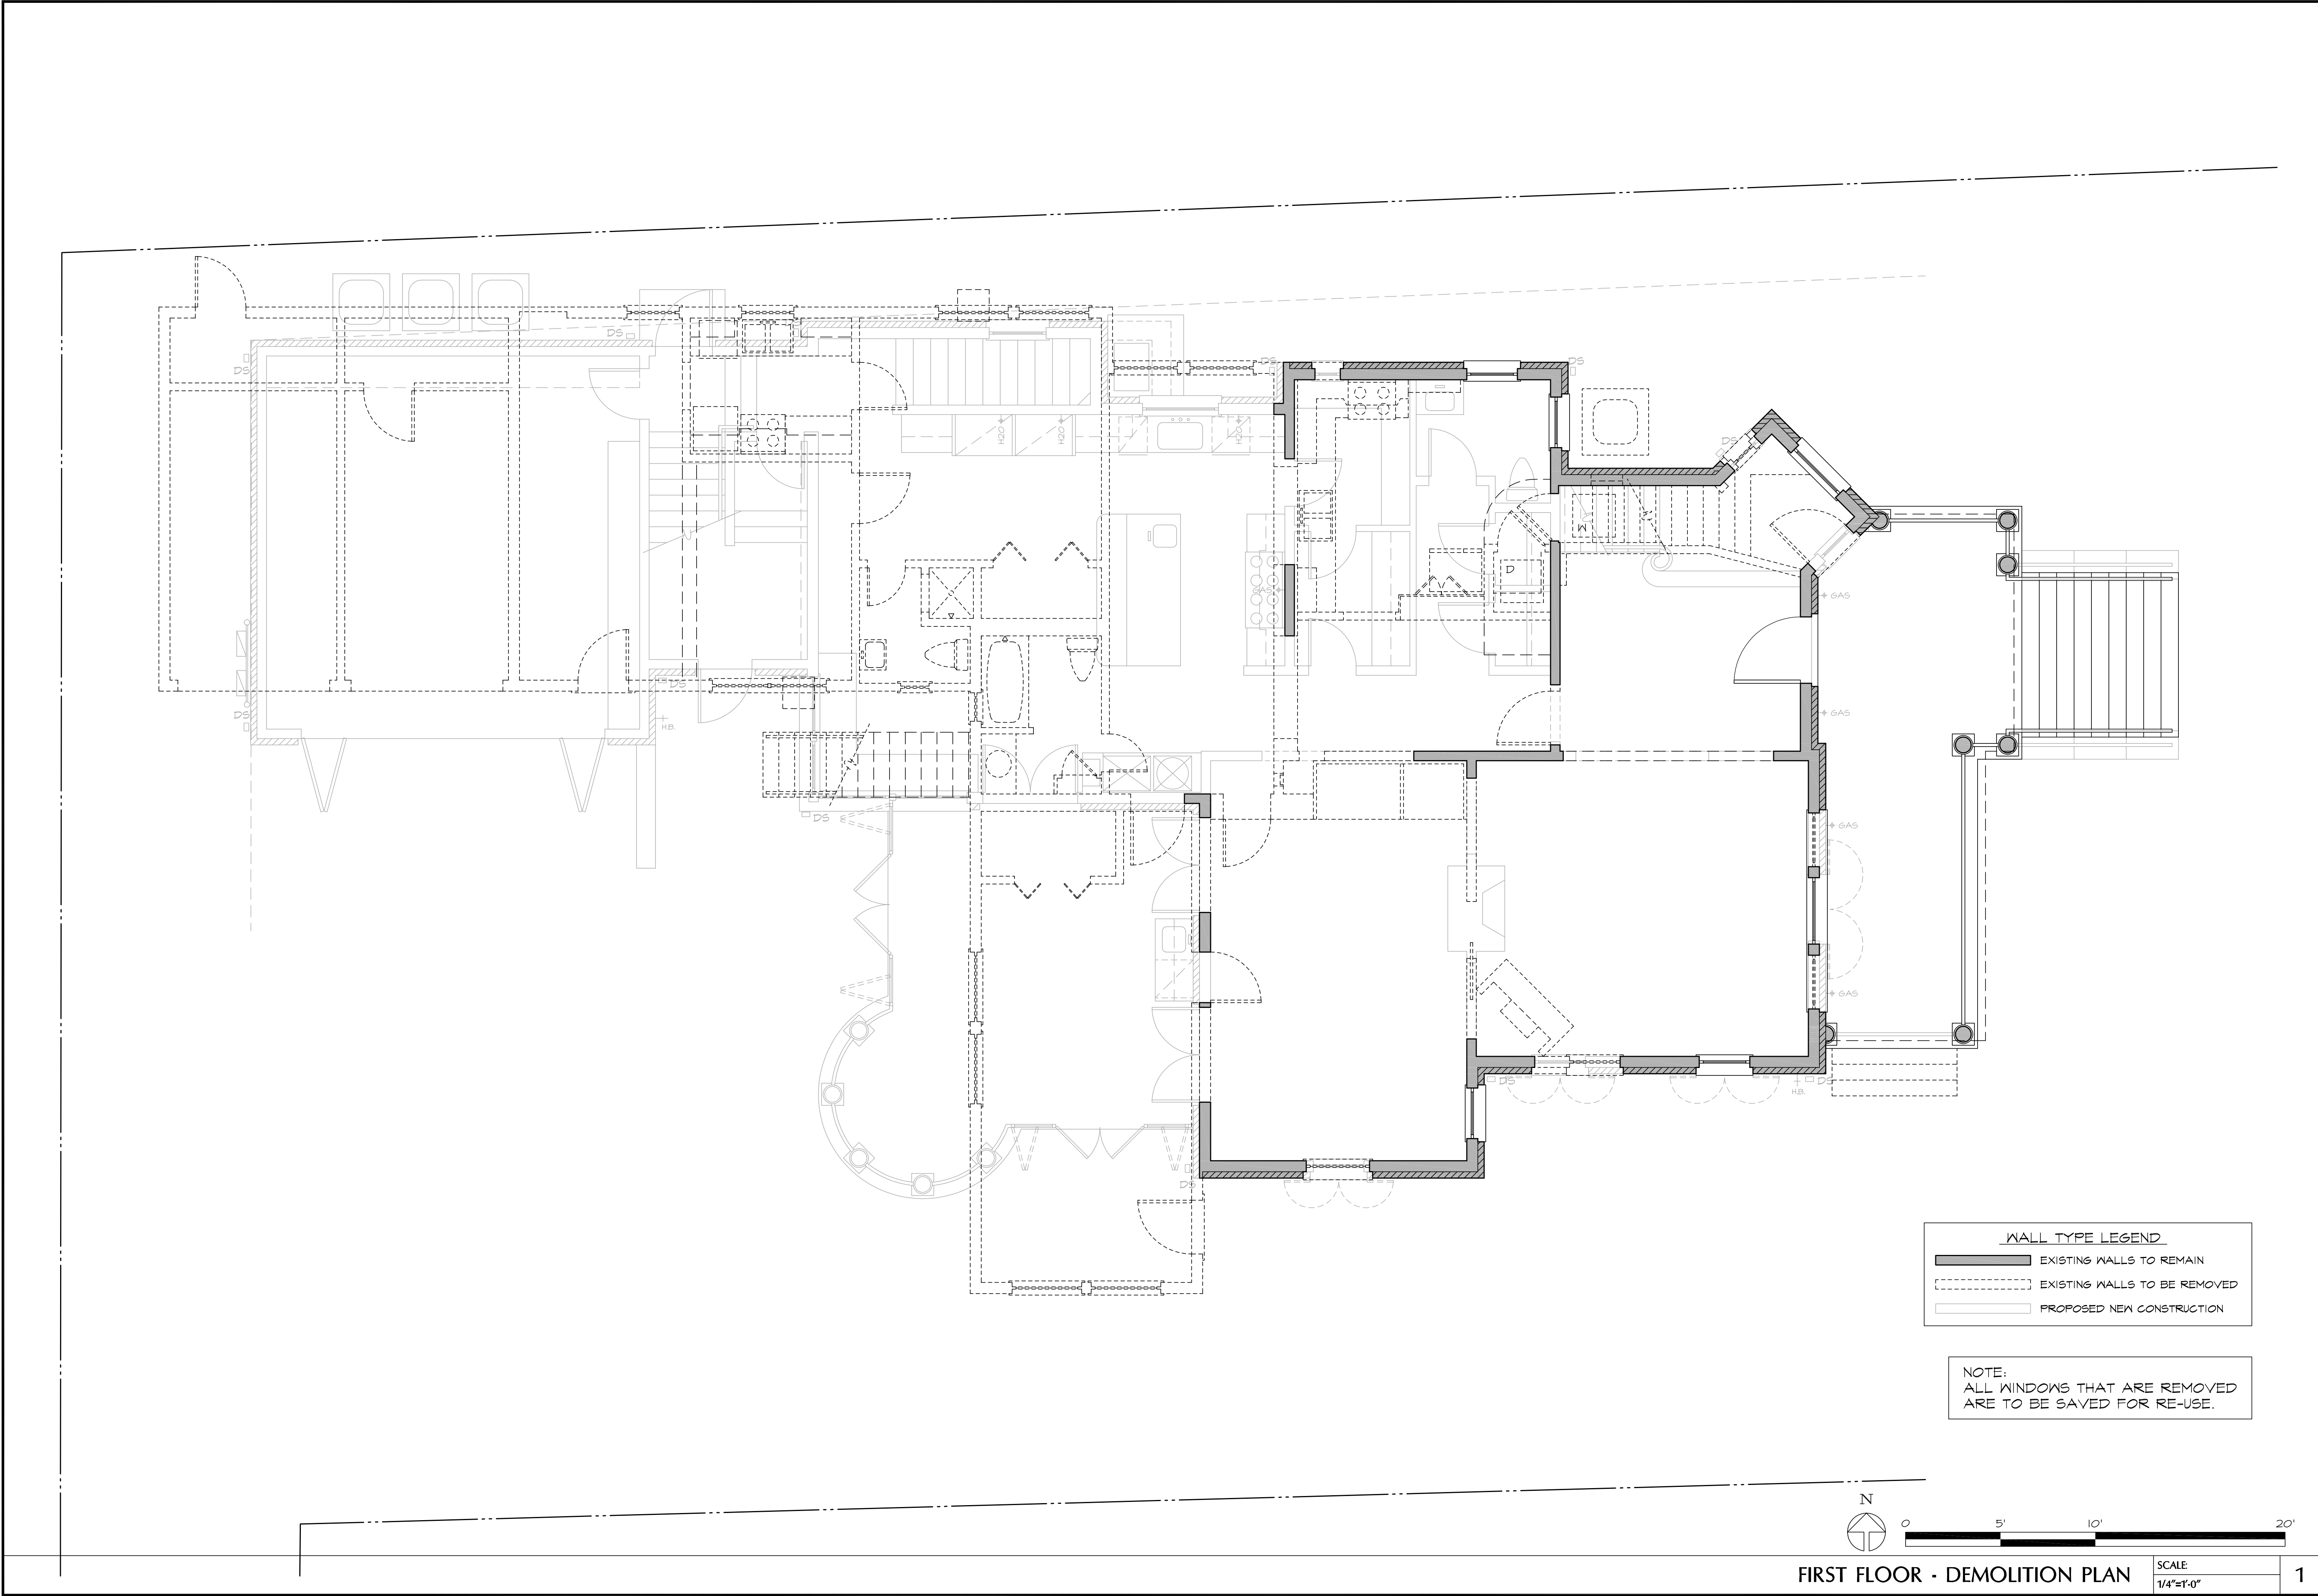 DS
DS
DS
DS
H2O
H2O
H2O
DS
DS
W
D
GAS
GAS
DS
DS
H.B.
GAS
DS
GAS
GAS
DS
DS
H.B.
DS
WALL TYPE LEGEND
EXISTING WALLS TO REMAIN
EXISTING WALLS TO BE REMOVED
PROPOSED NEW CONSTRUCTION
NOTE:
ALL WINDOWS THAT ARE REMOVED
ARE TO BE SAVED FOR RE-USE.
N
0 5' 10' 20'
FIRST FLOOR - DEMOLITION PLAN
SCALE:
1/4"=1'-0"
1